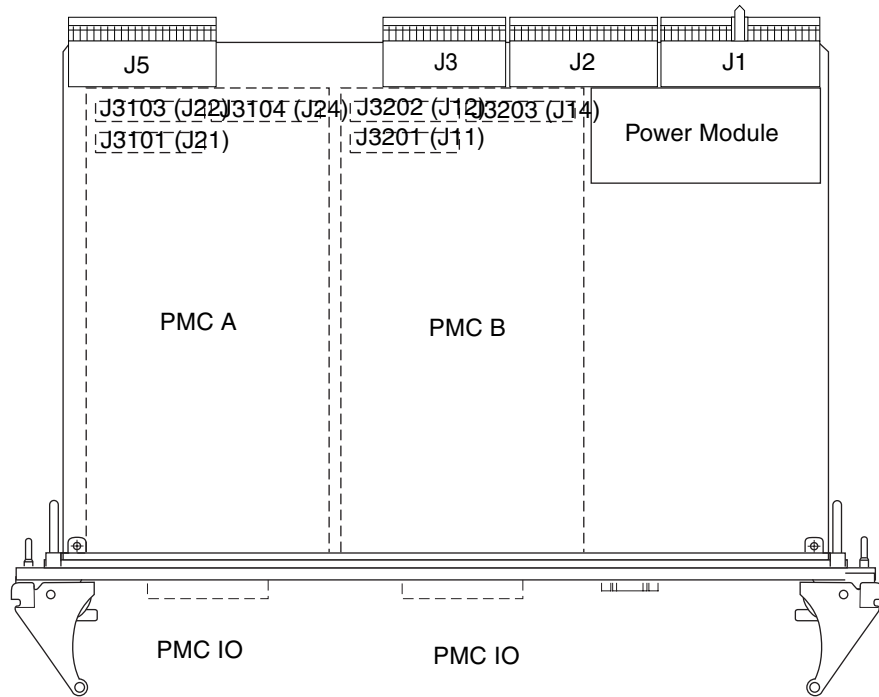 J5 J3 J2 J1
J3103 (J22) J3104 (J24) J3202 (J12) J3203 (J14)
J3101 (J21) J3201 (J11) Power Module
PMC A PMC B
PMC IO PMC IO